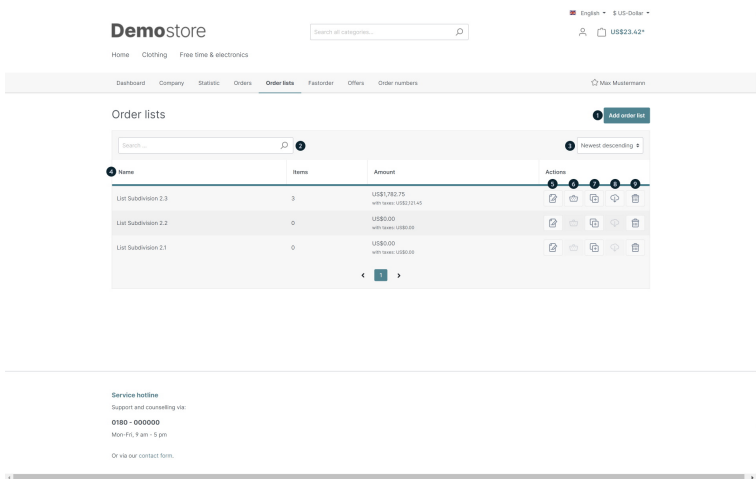 English $ US-Dollar
Demostore
Search all categories...
US$23.42*
Home Clothing Free time & electronics
Dashboard Company Statistic Orders Order lists Fastorder Offers Order numbers Max Mustermann
Order lists
1 Add order list
Search... 2
3 Newest descending
4 Name Items Amount Actions
5 6 7 8 9
List Subdivision 2.3 3 US$1,782.75
with taxes: US$2,121.45
List Subdivision 2.2 0 US$0.00
with taxes: US$0.00
List Subdivision 2.1 0 US$0.00
with taxes: US$0.00
1
Service hotline
Support and counselling via:
0180 - 000000
Mon-Fri, 9 am - 5 pm
Or via our contact form.